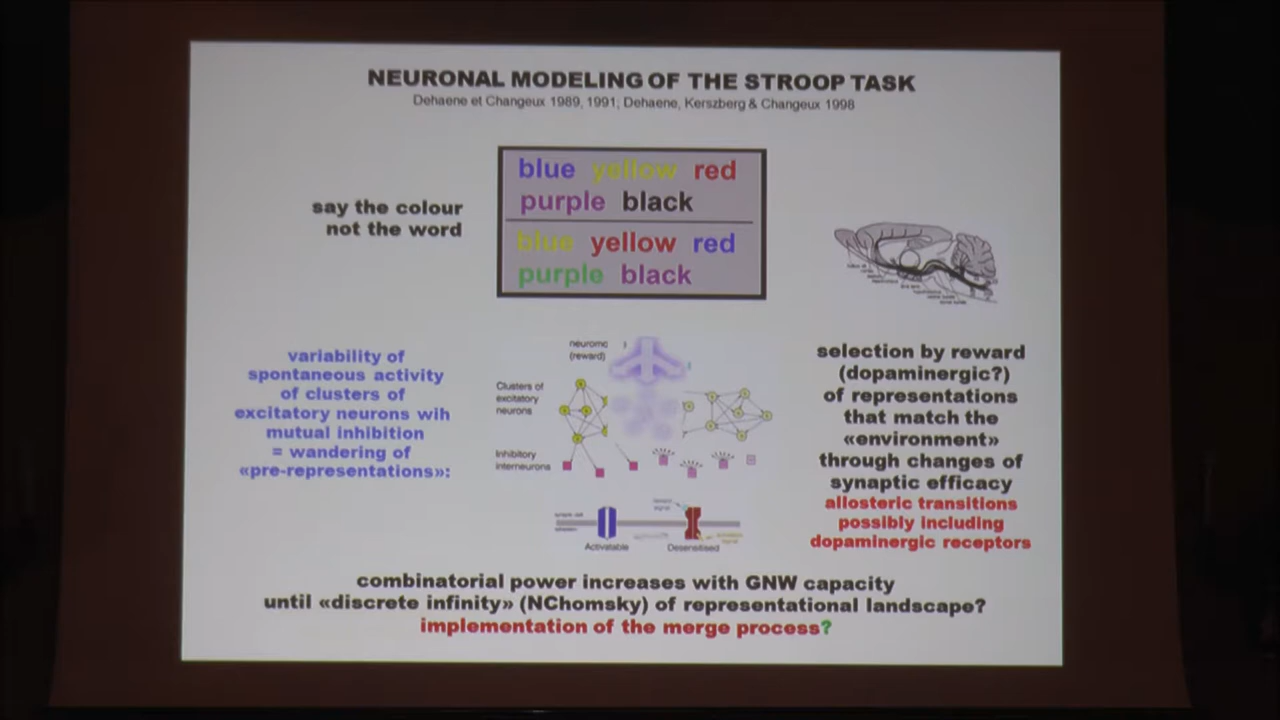 NEURONAL MODELING OF THE STROOP TASK
Dehaene et Changeux 1989, 1991; Dehaene, Kerszberg & Changeux 1998
say the colour
not the word
blue yellow red
purple black
blue yellow red
purple black
variability of
spontaneous activity
of clusters of
excitatory neurons wih
mutual inhibition
= wandering of
«pre-representations»:
(reward)
Clusters of
excitatory
neurons
Inhibitory
interneurons
Activatable
Desensitised
selection by reward
(dopaminergic?)
of representations
that match the
«environment»
through changes of
synaptic efficacy
allosteric transitions
possibly including
dopaminergic receptors
combinatorial power increases with GNW capacity
until «discrete infinity» (NChomsky) of representational landscape?
implementation of the merge process?